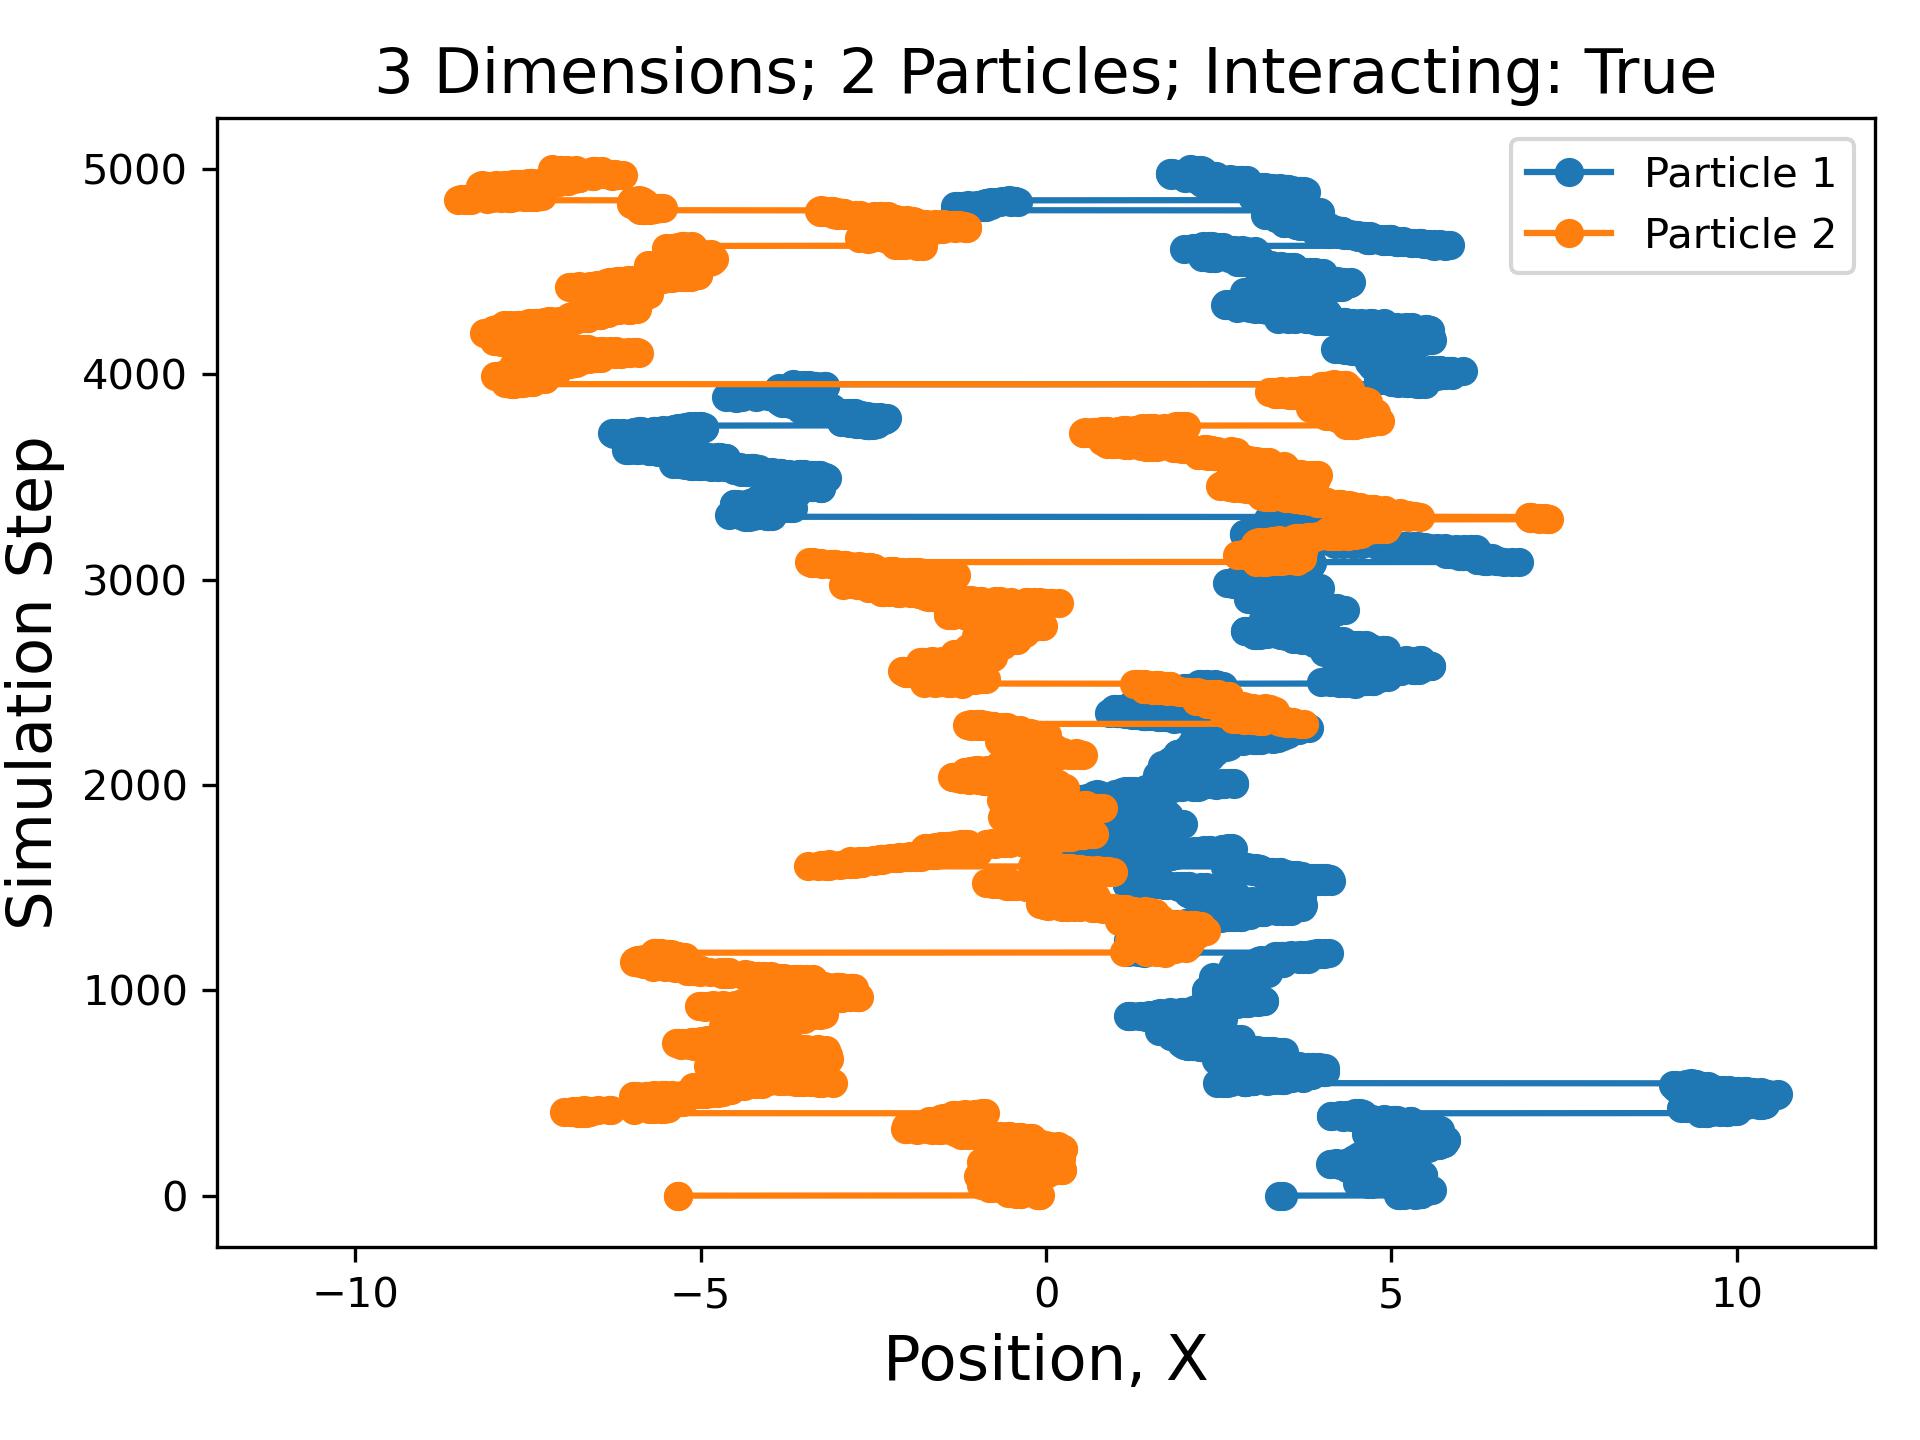 3 Dimensions; 2 Particles; Interacting: True
Particle 1
Particle 2
5000
4000
3000
2000
1000
0
Simulation Step
−10
−5
0
5
10
Position, X